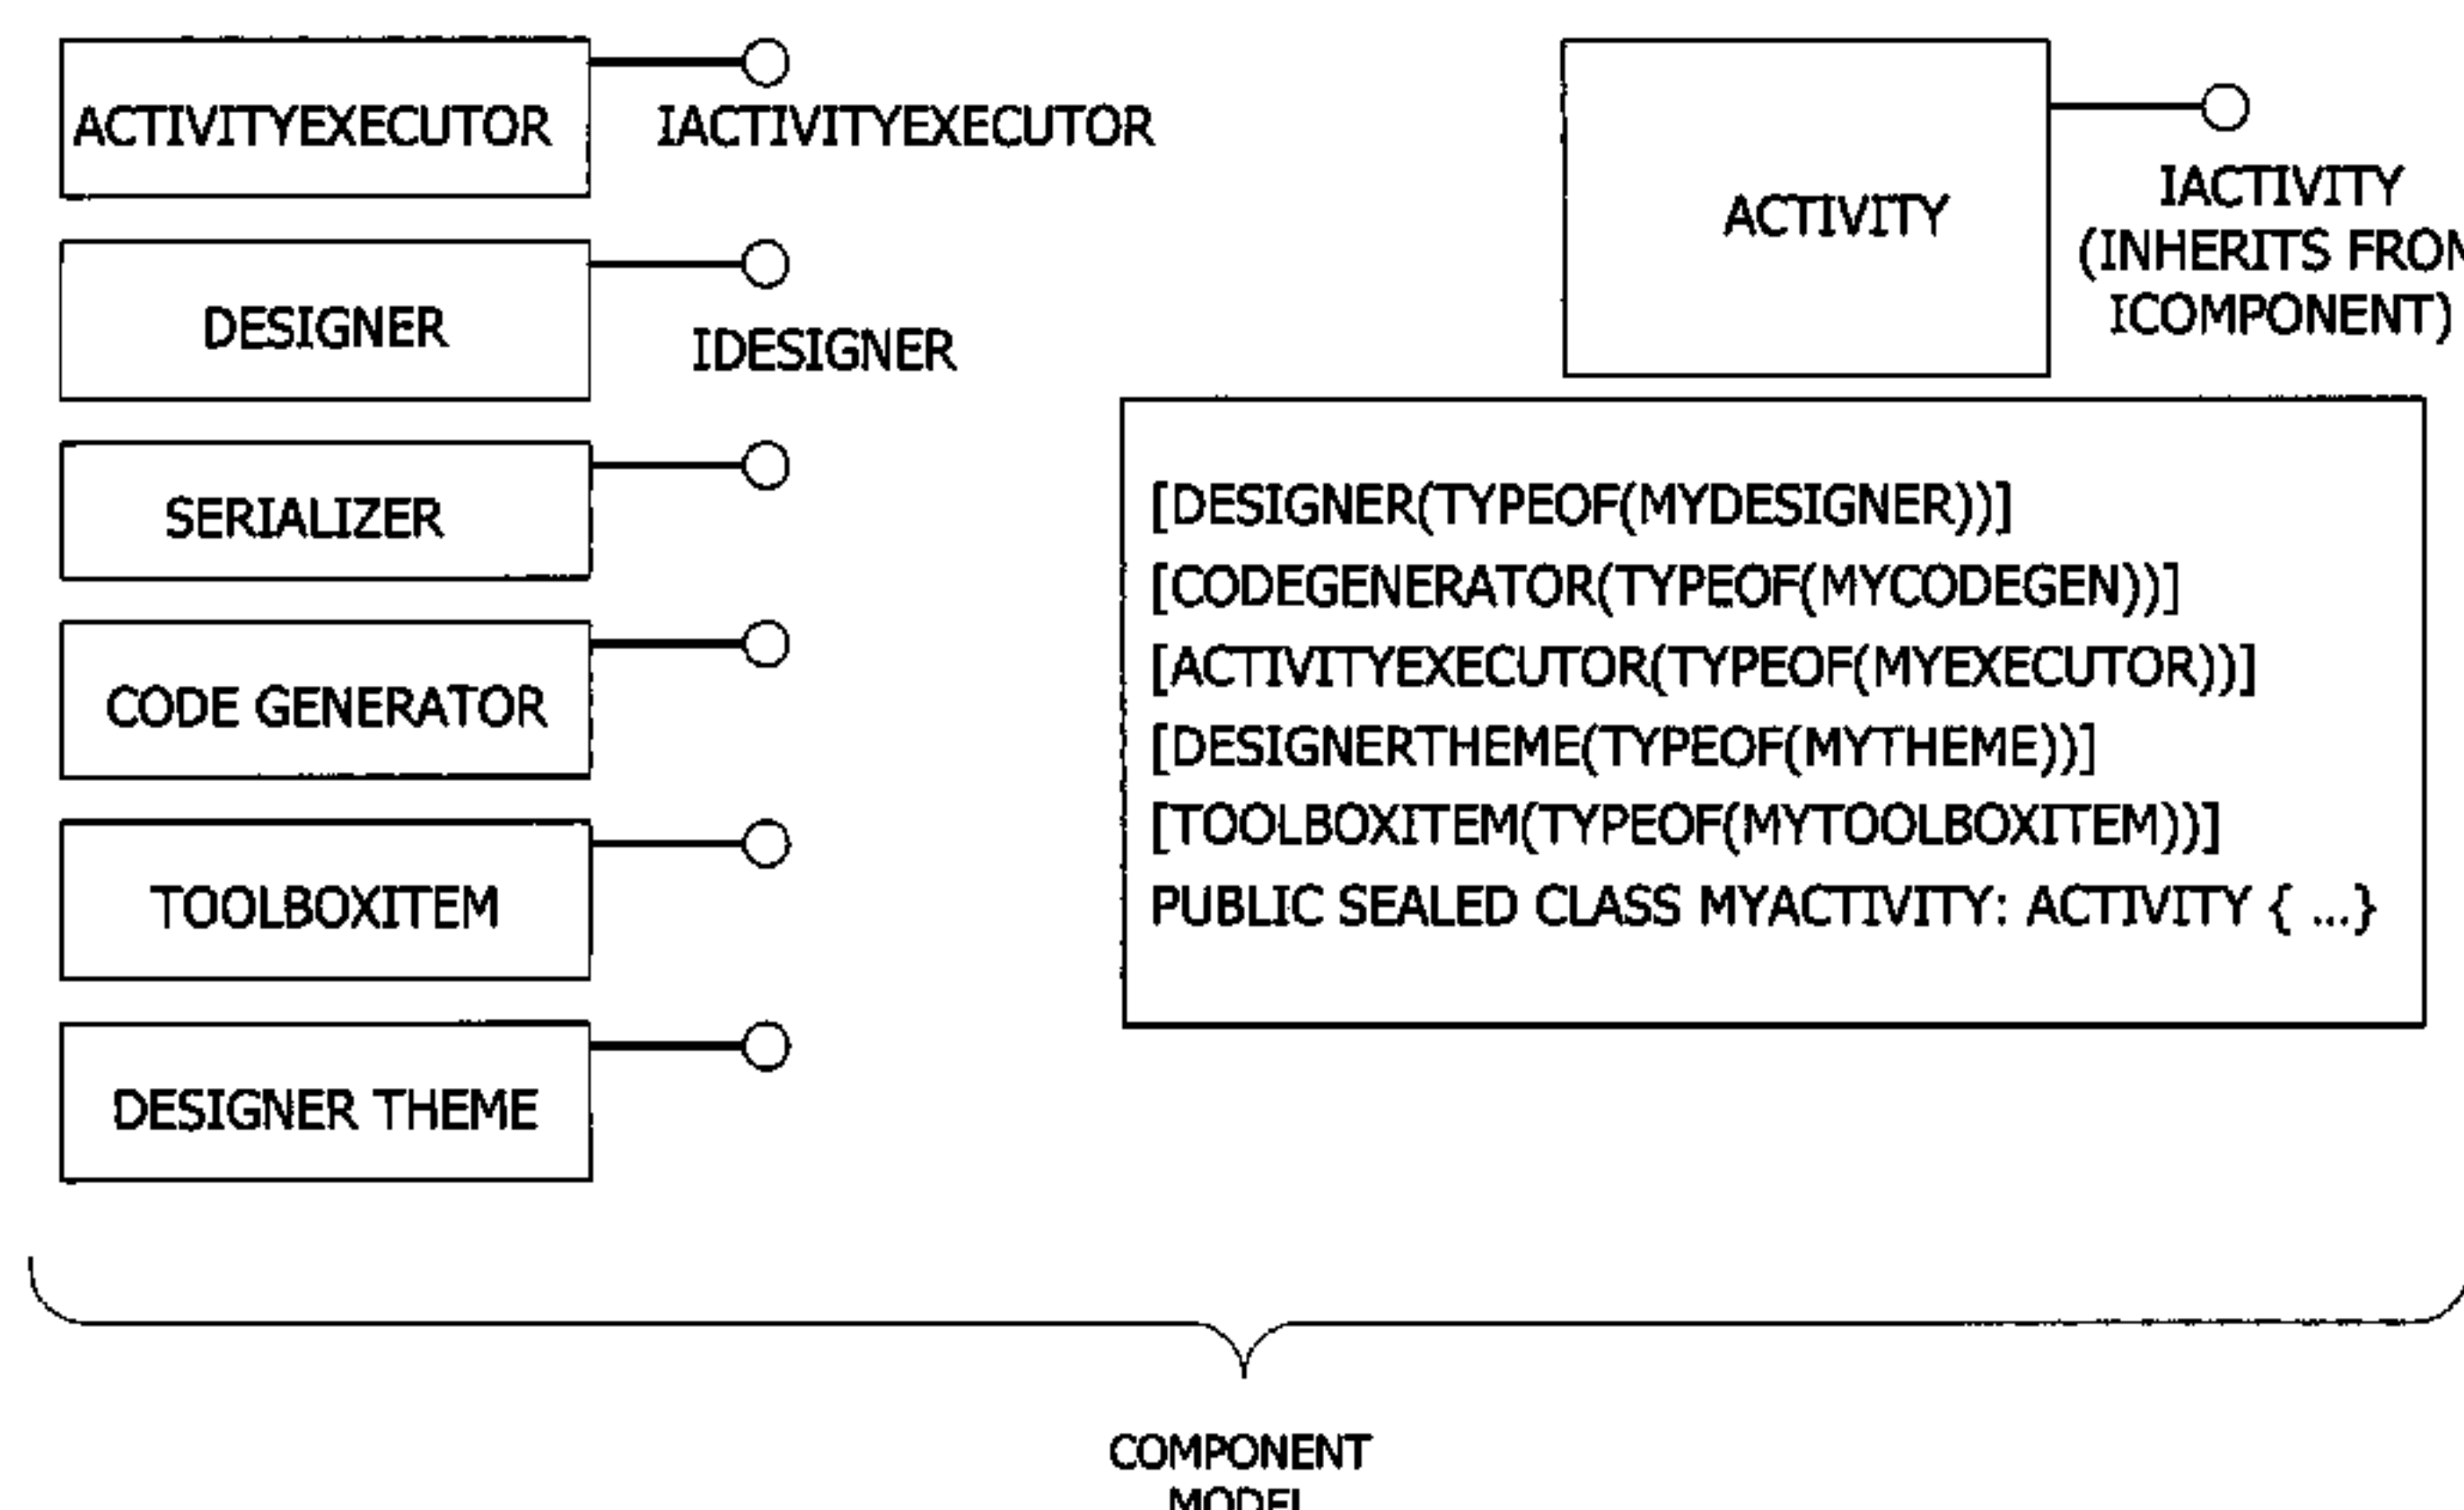 ACTIVITYEXECUTOR
IACTIVITYEXECUTOR
DESIGNER
IDESIGNER
SERIALIZER
CODE GENERATOR
TOOLBOXITEM
DESIGNER THEME
ACTIVITY
IACTIVITY
(INHERITS FROM
ICOMPONENT)
[DESIGNER(TYPEOF(MYDESIGNER))]
[CODEGENERATOR(TYPEOF(MYCODEGEN))]
[ACTIVITYEXECUTOR(TYPEOF(MYEXECUTOR))]
[DESIGNERTHEME(TYPEOF(MYTHEME))]
[TOOLBOXITEM(TYPEOF(MYTOOLBOXITEM))]
PUBLIC SEALED CLASS MYACTIVITY: ACTIVITY { ...}
COMPONENT
MODEL